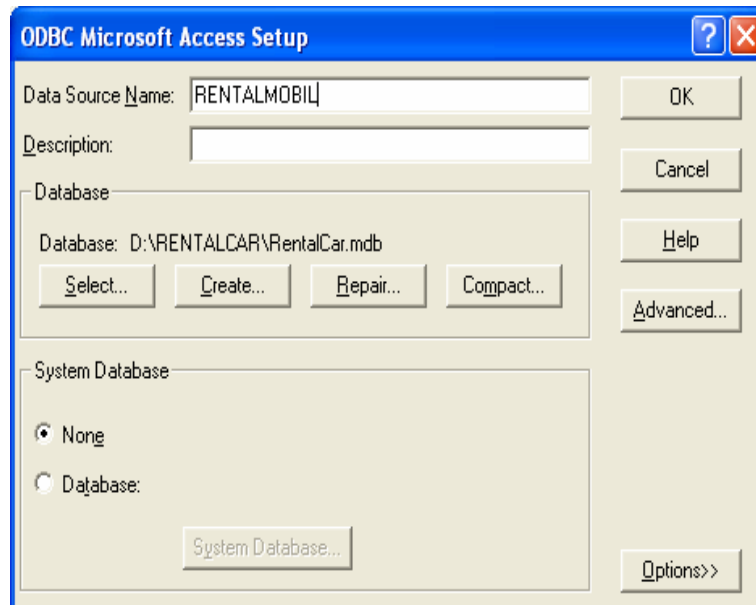 ODBC Microsoft Access Setup
Data Source Name: RENTALMOBIL
Description:
Database
Database: D:\RENTALCAR\RentalCar.mdb
Select... Create... Repair... Compact...
System Database
None
Database:
System Database...
OK
Cancel
Help
Advanced...
Options>>